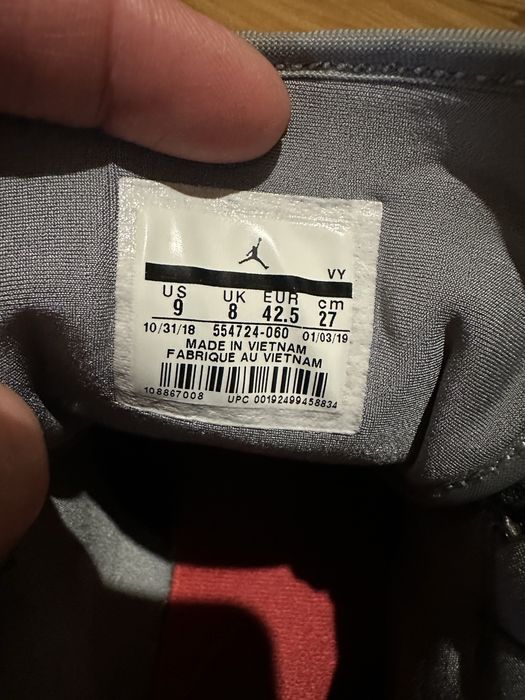 VY
US UK EUR cm
9 8 42.5 27
10/31/18 554724-060 01/03/19
MADE IN VIETNAM
FABRIQUE AU VIETNAM
108867008 UPC 00192499458834